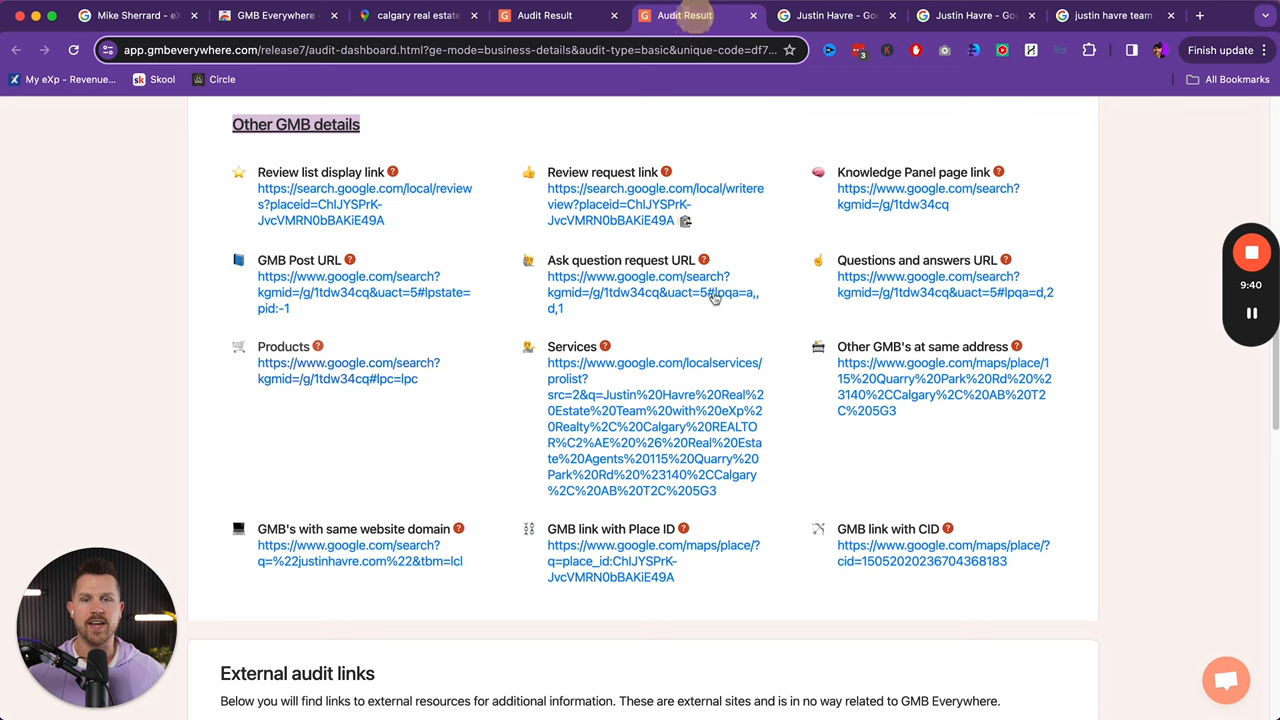 Mike Sherrard - eX
GMB Everywhere -
calgary real estate
Audit Result
Audit Result
Justin Havre - Goo
Justin Havre - Goo
justin havre team
app.gmbeverywhere.com/release7/audit-dashboard.html?ge-mode=business-details&audit-type=basic&unique-code=df7...
3
Finish update
My eXp - Revenue...
sk Skool
Circle
All Bookmarks
Other GMB details
Review list display link
https://search.google.com/local/review
s?placeid=ChIJYSPrK-
JvcVMRN0bBAKiE49A
Review request link
https://search.google.com/local/writere
view?placeid=ChIJYSPrK-
JvcVMRN0bBAKiE49A
Knowledge Panel page link
https://www.google.com/search?
kgmid=/g/1tdw34cq
GMB Post URL
https://www.google.com/search?
kgmid=/g/1tdw34cq&uact=5#lpstate=
pid:-1
Ask question request URL
https://www.google.com/search?
kgmid=/g/1tdw34cq&uact=5#lpqa=a,,
d,1
Questions and answers URL
https://www.google.com/search?
kgmid=/g/1tdw34cq&uact=5#lpqa=d,2
Products
https://www.google.com/search?
kgmid=/g/1tdw34cq#lpc=lpc
Services
https://www.google.com/localservices/
prolist?
src=2&q=Justin%20Havre%20Real%2
0Estate%20Team%20with%20eXp%2
0Realty%2C%20Calgary%20REALTO
R%C2%AE%20%26%20Real%20Esta
te%20Agents%20115%20Quarry%20
Park%20Rd%20%23140%2CCalgary
%2C%20AB%20T2C%205G3
Other GMB's at same address
https://www.google.com/maps/place/1
15%20Quarry%20Park%20Rd%20%2
3140%2CCalgary%2C%20AB%20T2
C%205G3
GMB's with same website domain
https://www.google.com/search?
q=%22justinhavre.com%22&tbm=lcl
GMB link with Place ID
https://www.google.com/maps/place/?
q=place_id:ChIJYSPrK-
JvcVMRN0bBAKiE49A
GMB link with CID
https://www.google.com/maps/place/?
cid=15052020236704368183
9:40
External audit links
Below you will find links to external resources for additional information. These are external sites and is in no way related to GMB Everywhere.